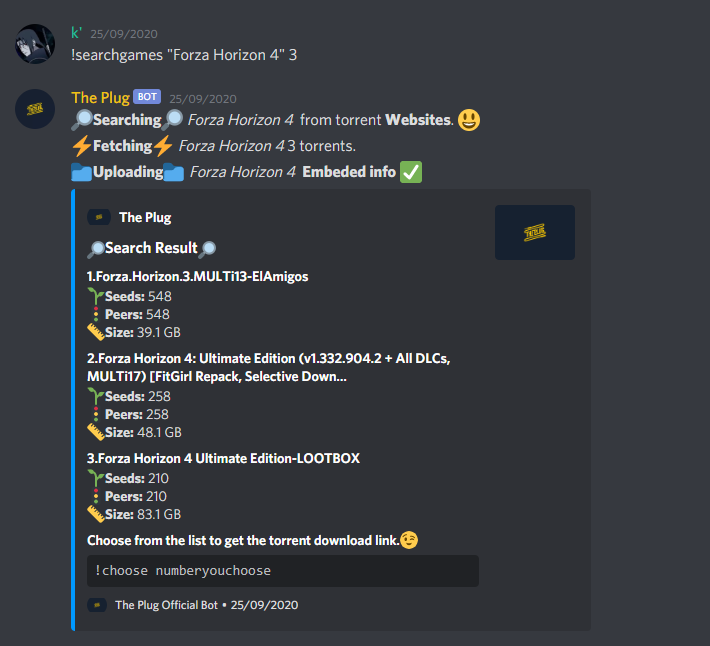 k' 25/09/2020
!searchgames "Forza Horizon 4" 3
The Plug BOT 25/09/2020
Searching Forza Horizon 4 from torrent Websites.
Fetching Forza Horizon 4 3 torrents.
Uploading Forza Horizon 4 Embeded info
The Plug
Search Result
1.Forza.Horizon.3.MULTi13-ElAmigos
Seeds: 548
Peers: 548
Size: 39.1 GB
2.Forza Horizon 4: Ultimate Edition (v1.332.904.2 + All DLCs,
MULTi17) [FitGirl Repack, Selective Down...
Seeds: 258
Peers: 258
Size: 48.1 GB
3.Forza Horizon 4 Ultimate Edition-LOOTBOX
Seeds: 210
Peers: 210
Size: 83.1 GB
Choose from the list to get the torrent download link.
!choose numberyouchoose
The Plug Official Bot • 25/09/2020